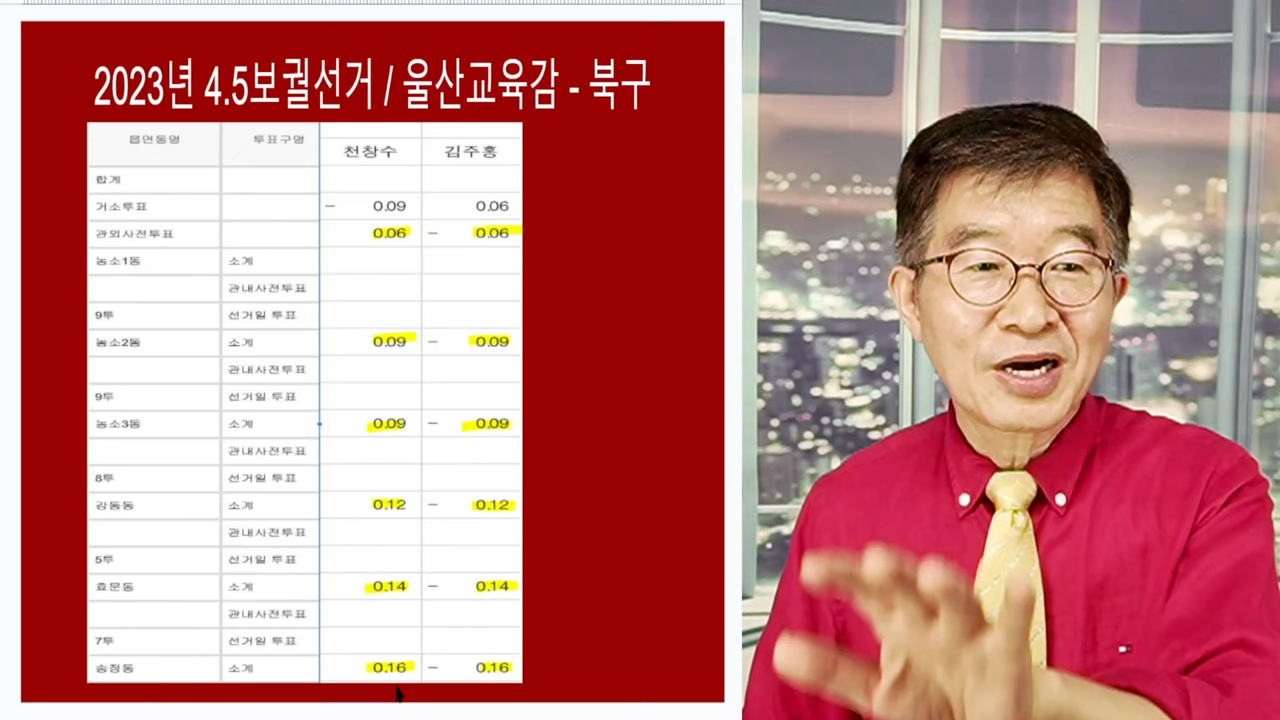 2023년 4.5보궐선거 / 울산교육감 - 북구
읍면동명 투표구명 천창수 김주홍
합계
거소투표 - 0.09 0.06
관외사전투표 0.06 - 0.06
농소1동 소계
관내사전투표
9투 선거일 투표
농소2동 소계 0.09 - 0.09
관내사전투표
9투 선거일 투표
농소3동 소계 0.09 - 0.09
관내사전투표
8투 선거일 투표
강동동 소계 0.12 - 0.12
관내사전투표
5투 선거일 투표
효문동 소계 0.14 - 0.14
관내사전투표
7투 선거일 투표
송정동 소계 0.16 - 0.16